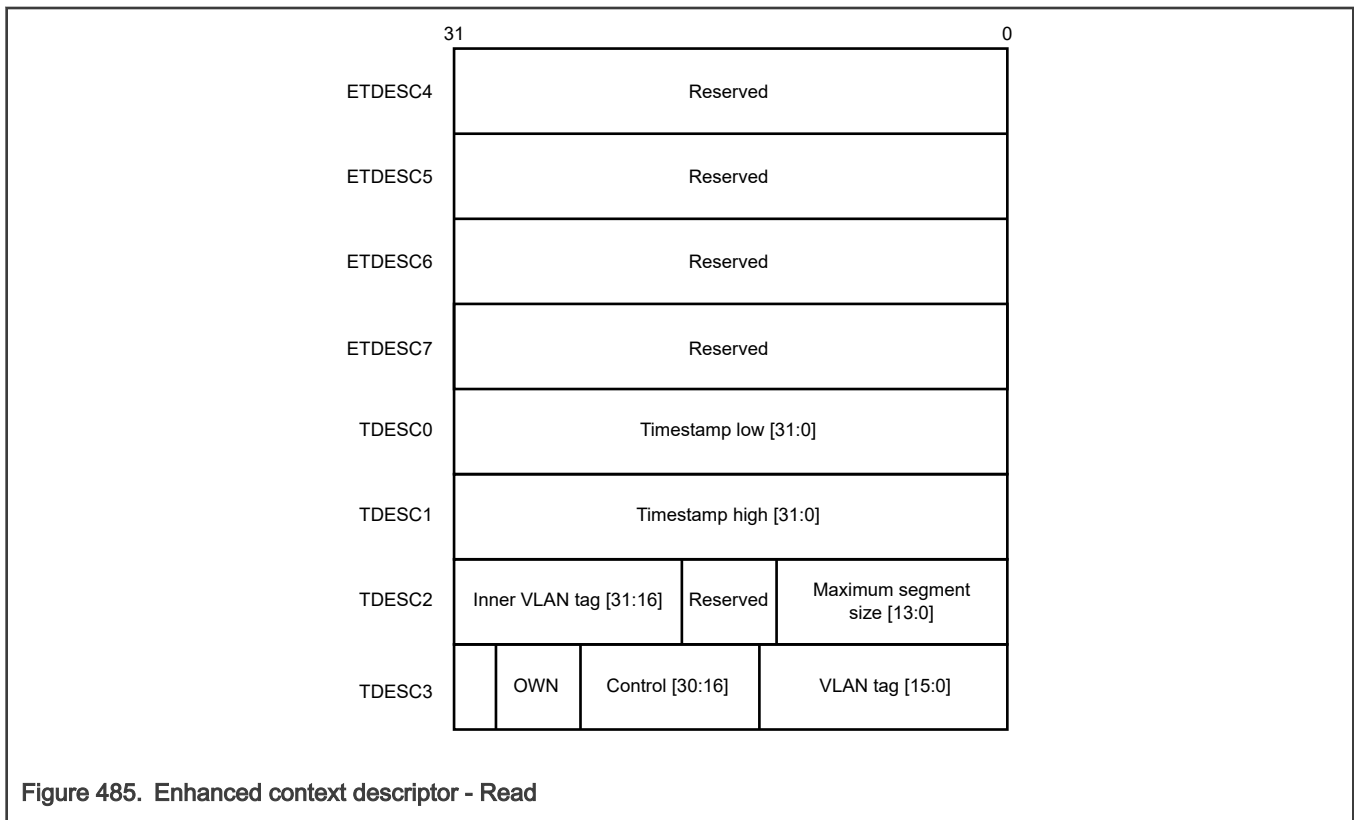 31 0
ETDESC4 Reserved
ETDESC5 Reserved
ETDESC6 Reserved
ETDESC7 Reserved
TDESC0 Timestamp low [31:0]
TDESC1 Timestamp high [31:0]
TDESC2 Inner VLAN tag [31:16] Reserved Maximum segment
size [13:0]
TDESC3 OWN Control [30:16] VLAN tag [15:0]
Figure 485. Enhanced context descriptor - Read